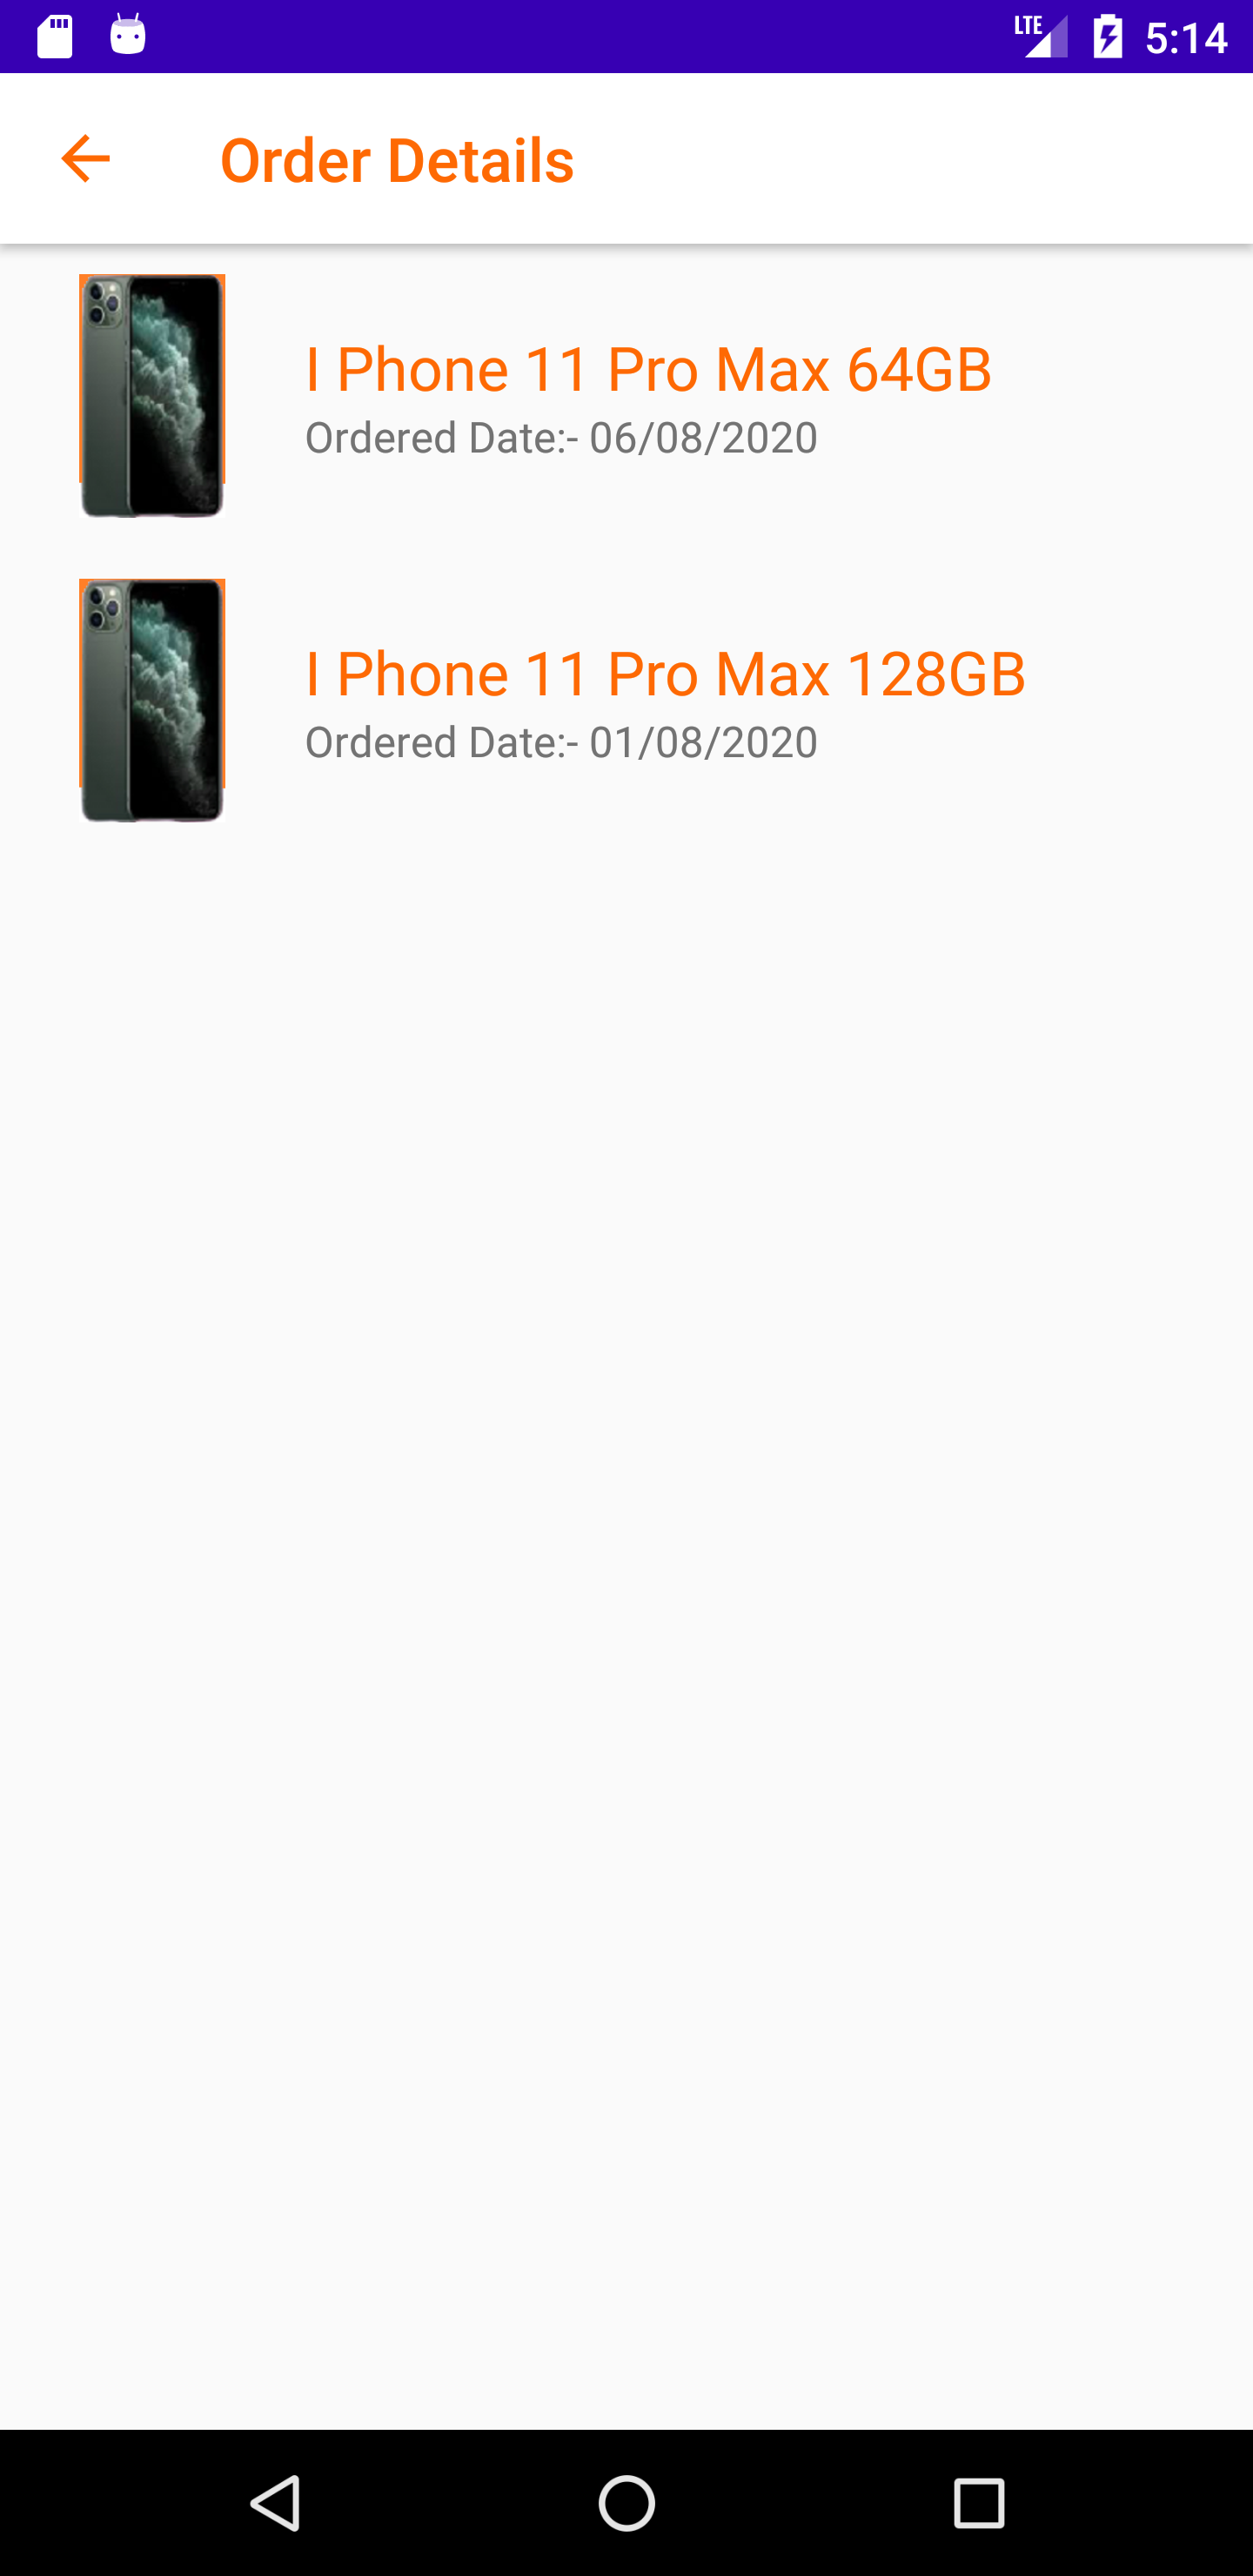 LTE 5:14
Order Details
I Phone 11 Pro Max 64GB
Ordered Date:- 06/08/2020
I Phone 11 Pro Max 128GB
Ordered Date:- 01/08/2020